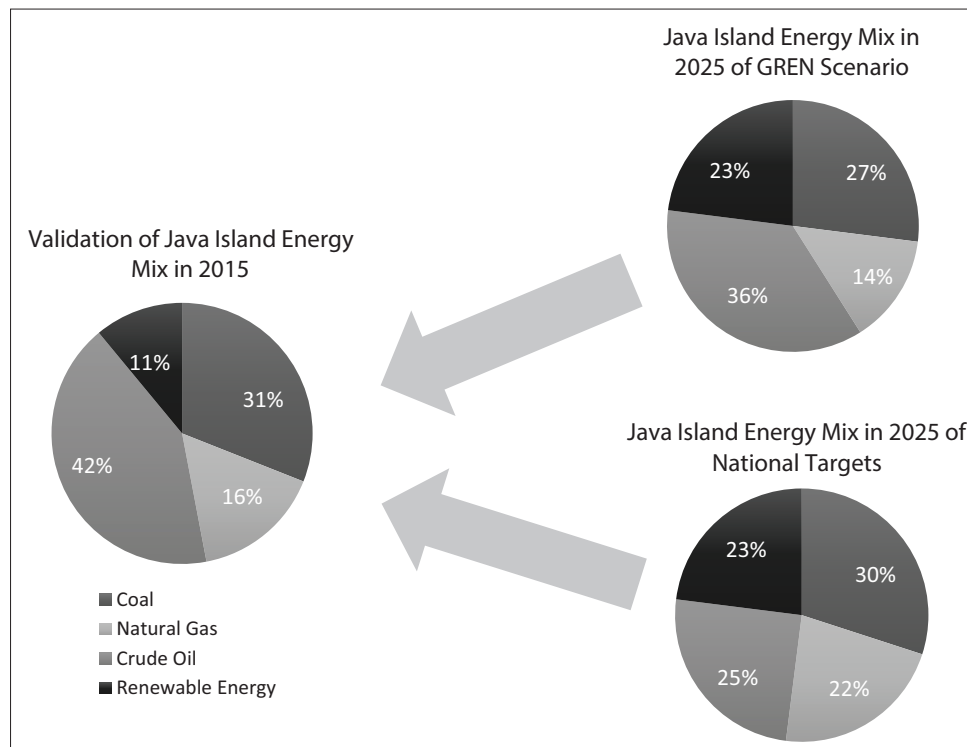 Java Island Energy Mix in
2025 of GREN Scenario
23%
27%
36%
14%
Validation of Java Island Energy
Mix in 2015
11%
31%
42%
16%
Coal
Natural Gas
Crude Oil
Renewable Energy
Java Island Energy Mix in 2025 of
National Targets
23%
30%
25%
22%